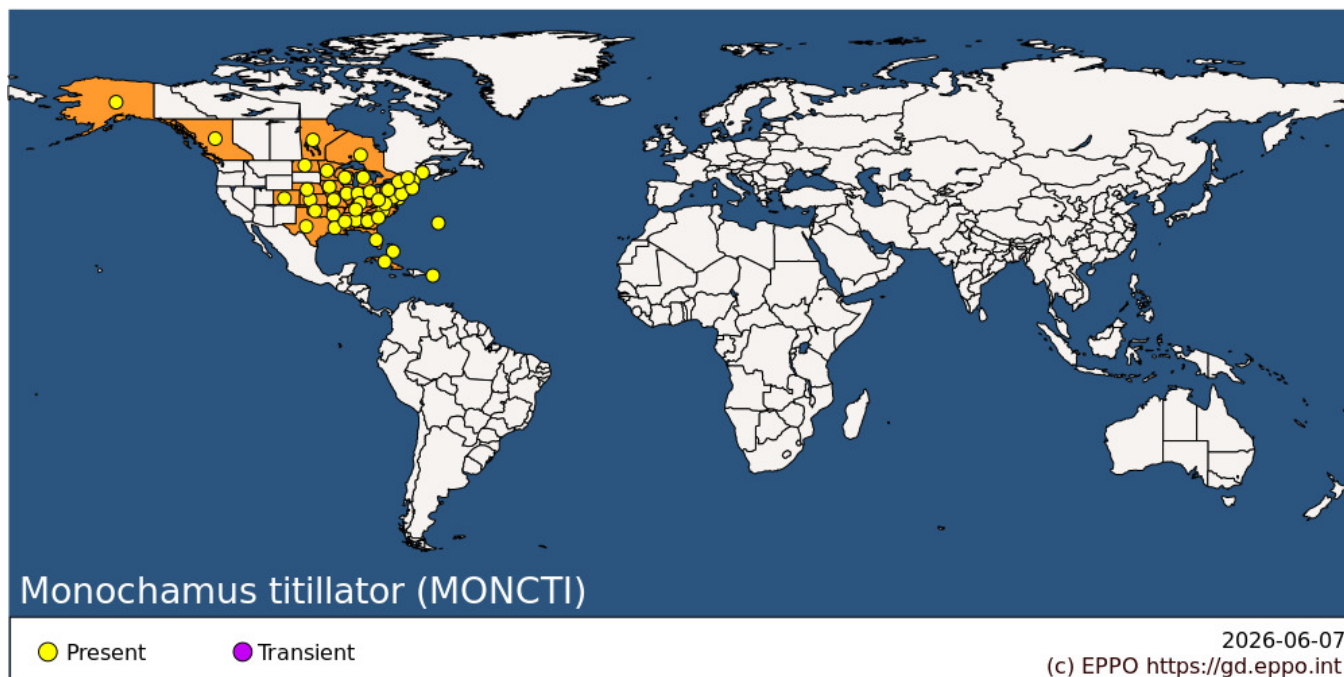 Monochamus titillator (MONCTI)
Present
Transient
2026-06-07
(c) EPPO https://gd.eppo.int